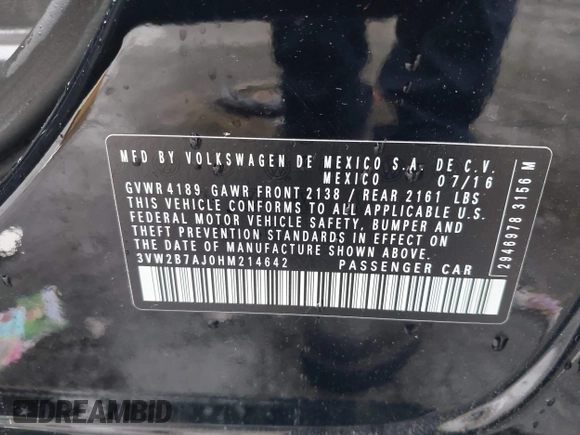 MFD BY VOLKSWAGEN DE MEXICO S.A. DE C.V.
MEXICO 07/16
GVWR 4189 GAWR FRONT 2138 / REAR 2161 LBS
THIS VEHICLE CONFORMS TO ALL APPLICABLE U.S.
FEDERAL MOTOR VEHICLE SAFETY, BUMPER AND
THEFT PREVENTION STANDARDS IN EFFECT ON
THE DATE OF MANUFACTURE SHOWN ABOVE.
3VW2B7AJ0HM214642 PASSENGER CAR
2946978 3156 M
DREAMBID